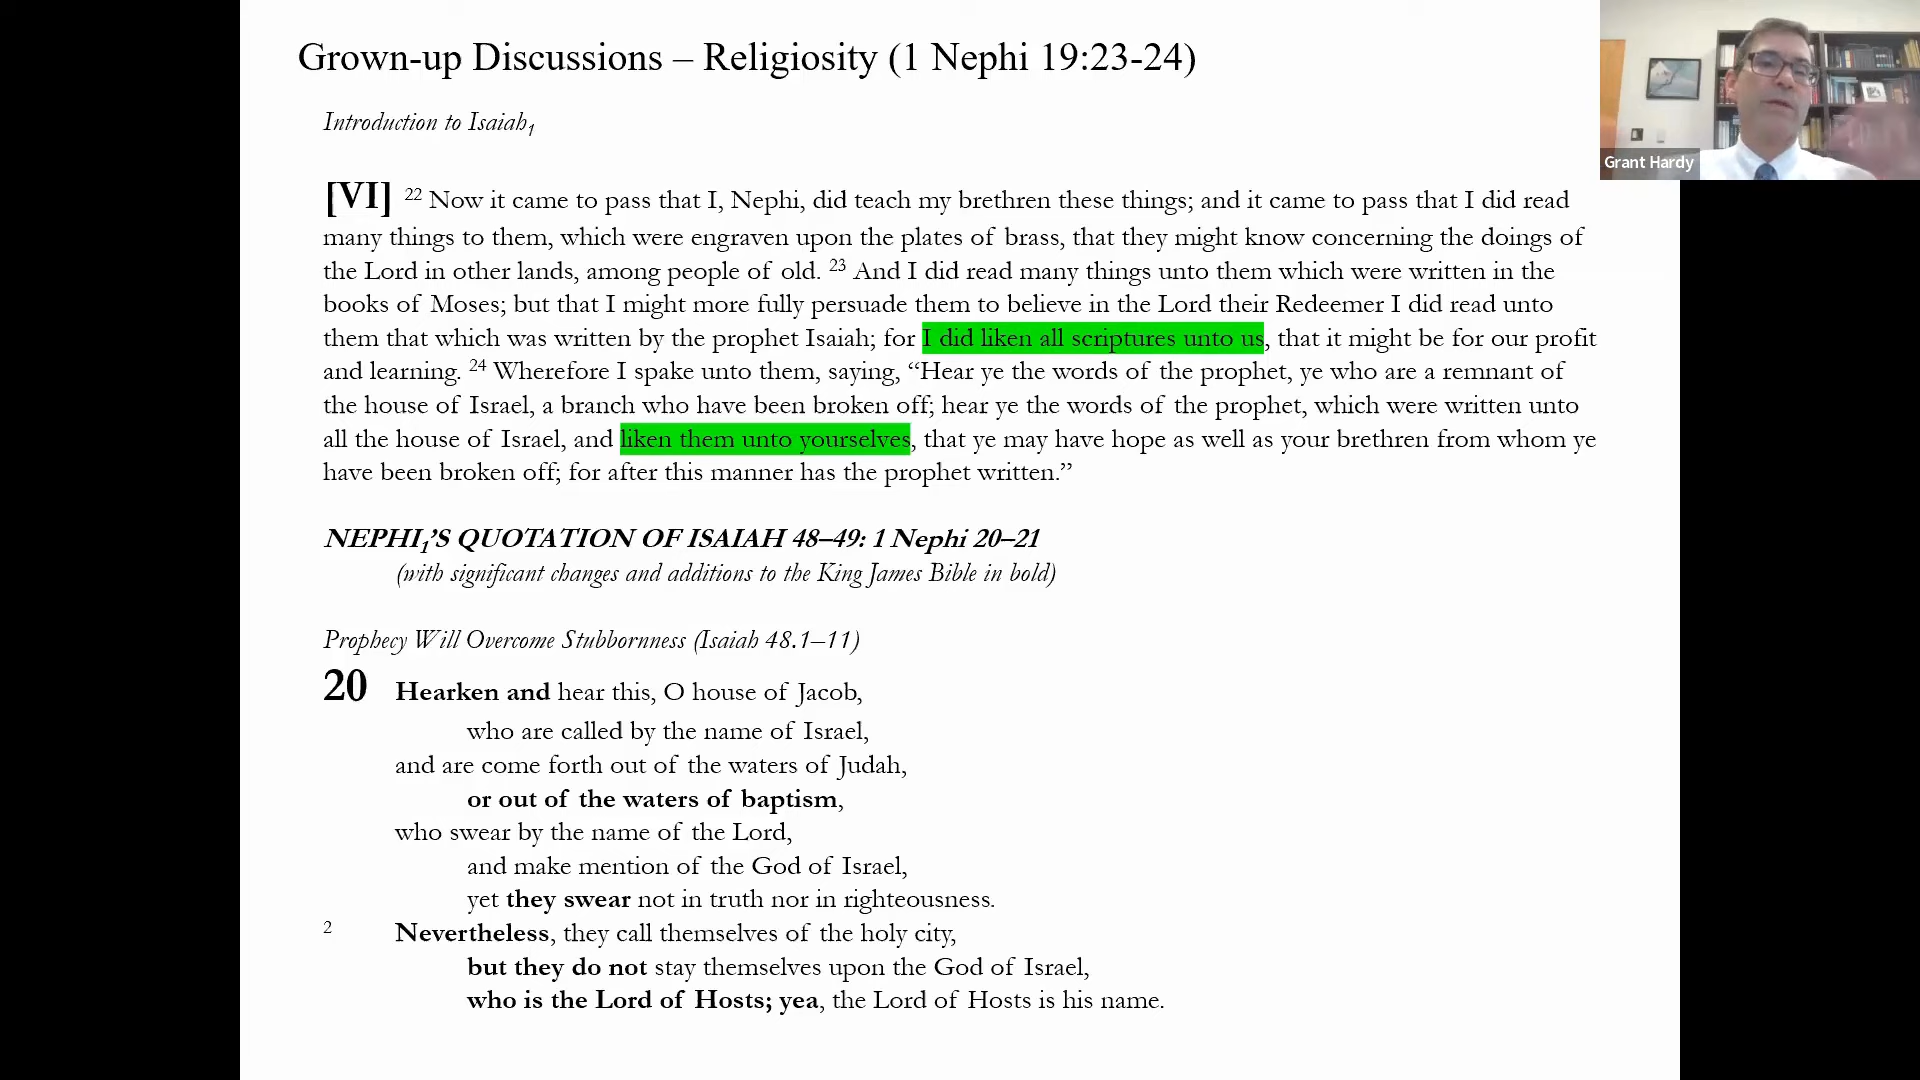 Grown-up Discussions – Religiosity (1 Nephi 19:23-24)
Grant Hardy
Introduction to Isaiah₁
[VI] ²² Now it came to pass that I, Nephi, did teach my brethren these things; and it came to pass that I did read
many things to them, which were engraven upon the plates of brass, that they might know concerning the doings of
the Lord in other lands, among people of old. ²³ And I did read many things unto them which were written in the
books of Moses; but that I might more fully persuade them to believe in the Lord their Redeemer I did read unto
them that which was written by the prophet Isaiah; for I did liken all scriptures unto us, that it might be for our profit
and learning. ²⁴ Wherefore I spake unto them, saying, “Hear ye the words of the prophet, ye who are a remnant of
the house of Israel, a branch who have been broken off; hear ye the words of the prophet, which were written unto
all the house of Israel, and liken them unto yourselves, that ye may have hope as well as your brethren from whom ye
have been broken off; for after this manner has the prophet written.”
NEPHI₁’S QUOTATION OF ISAIAH 48–49: 1 Nephi 20–21
(with significant changes and additions to the King James Bible in bold)
Prophecy Will Overcome Stubbornness (Isaiah 48.1–11)
20 Hearken and hear this, O house of Jacob,
who are called by the name of Israel,
and are come forth out of the waters of Judah,
or out of the waters of baptism,
who swear by the name of the Lord,
and make mention of the God of Israel,
yet they swear not in truth nor in righteousness.
² Nevertheless, they call themselves of the holy city,
but they do not stay themselves upon the God of Israel,
who is the Lord of Hosts; yea, the Lord of Hosts is his name.